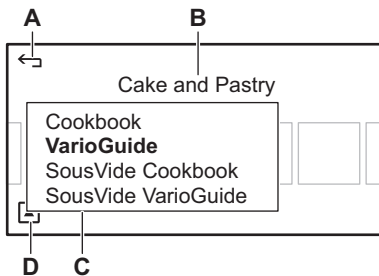 A B
Cake and Pastry
Cookbook
VarioGuide
SousVide Cookbook
SousVide VarioGuide
D C